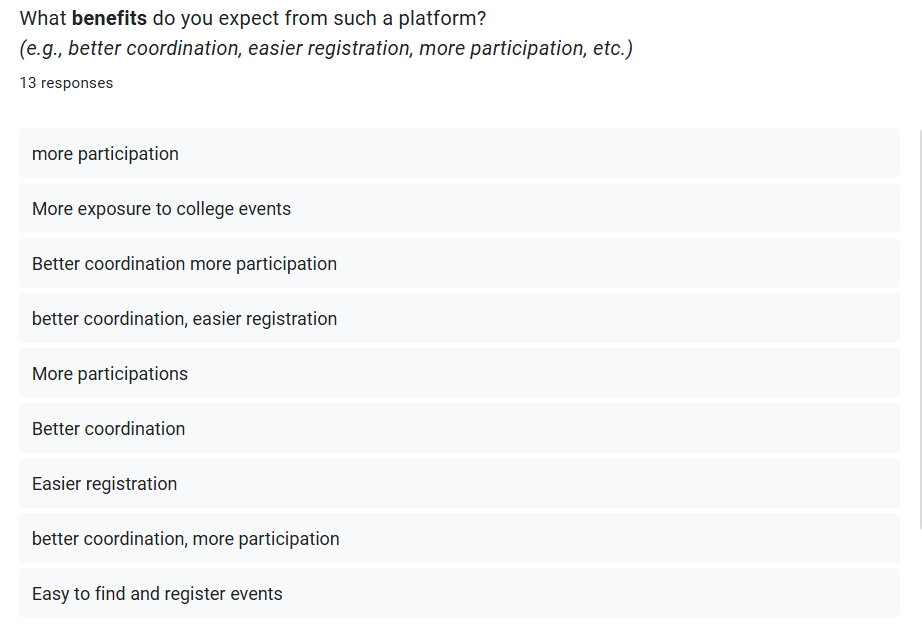 What benefits do you expect from such a platform?
(e.g., better coordination, easier registration, more participation, etc.)
13 responses
more participation
More exposure to college events
Better coordination more participation
better coordination, easier registration
More participations
Better coordination
Easier registration
better coordination, more participation
Easy to find and register events